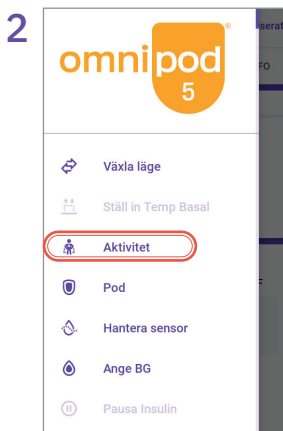 2
omnipod
5
Växla läge
Ställ in Temp Basal
Aktivitet
Pod
Hantera sensor
Ange BG
Pausa Insulin